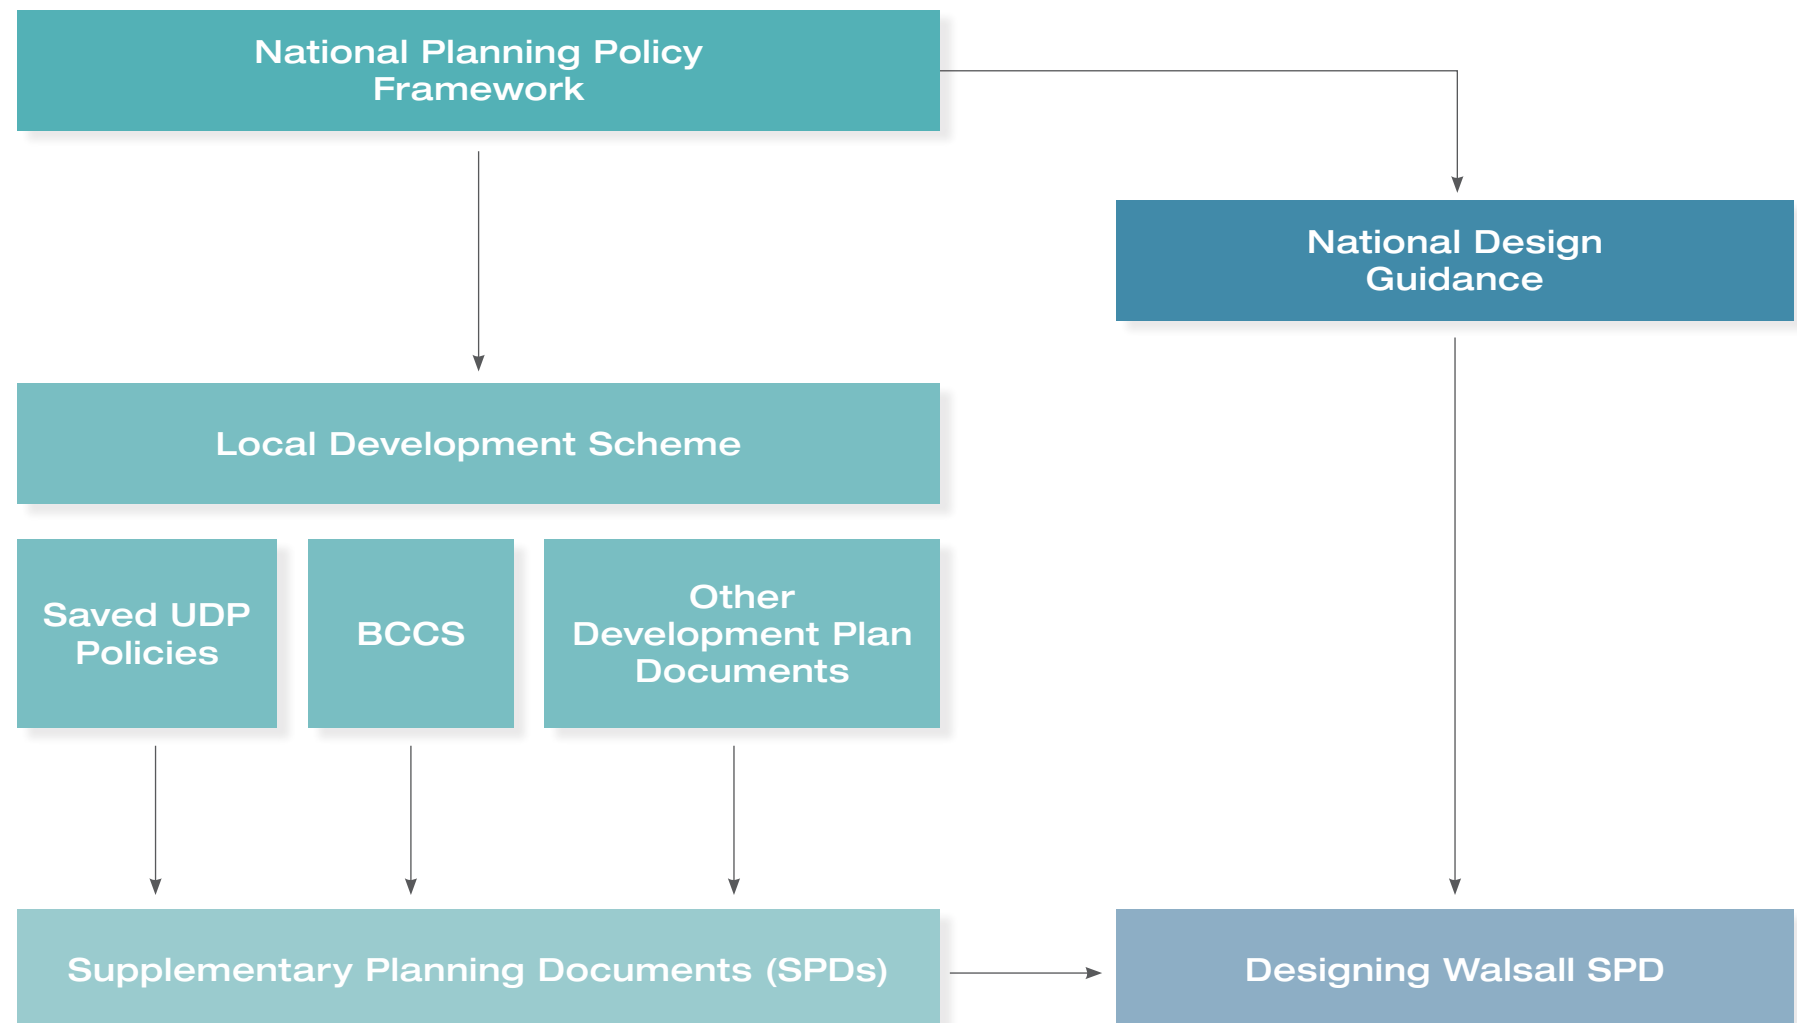 National Planning Policy
Framework
National Design
Guidance
Local Development Scheme
Saved UDP
Policies
BCCS
Other
Development Plan
Documents
Supplementary Planning Documents (SPDs)
Designing Walsall SPD